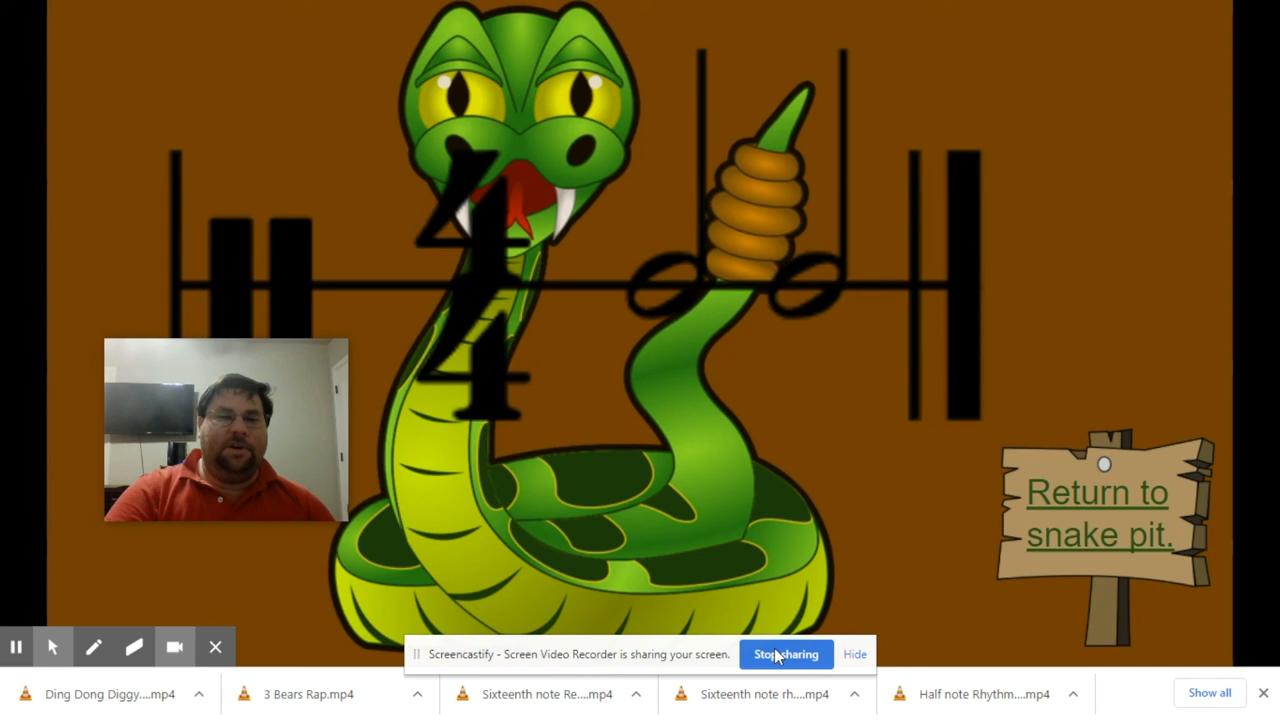 4
4
Return to
snake pit.
Screencastify - Screen Video Recorder is sharing your screen.
Stop sharing
Hide
Ding Dong Diggy....mp4
3 Bears Rap.mp4
Sixteenth note Re....mp4
Sixteenth note rh....mp4
Half note Rhythm....mp4
Show all